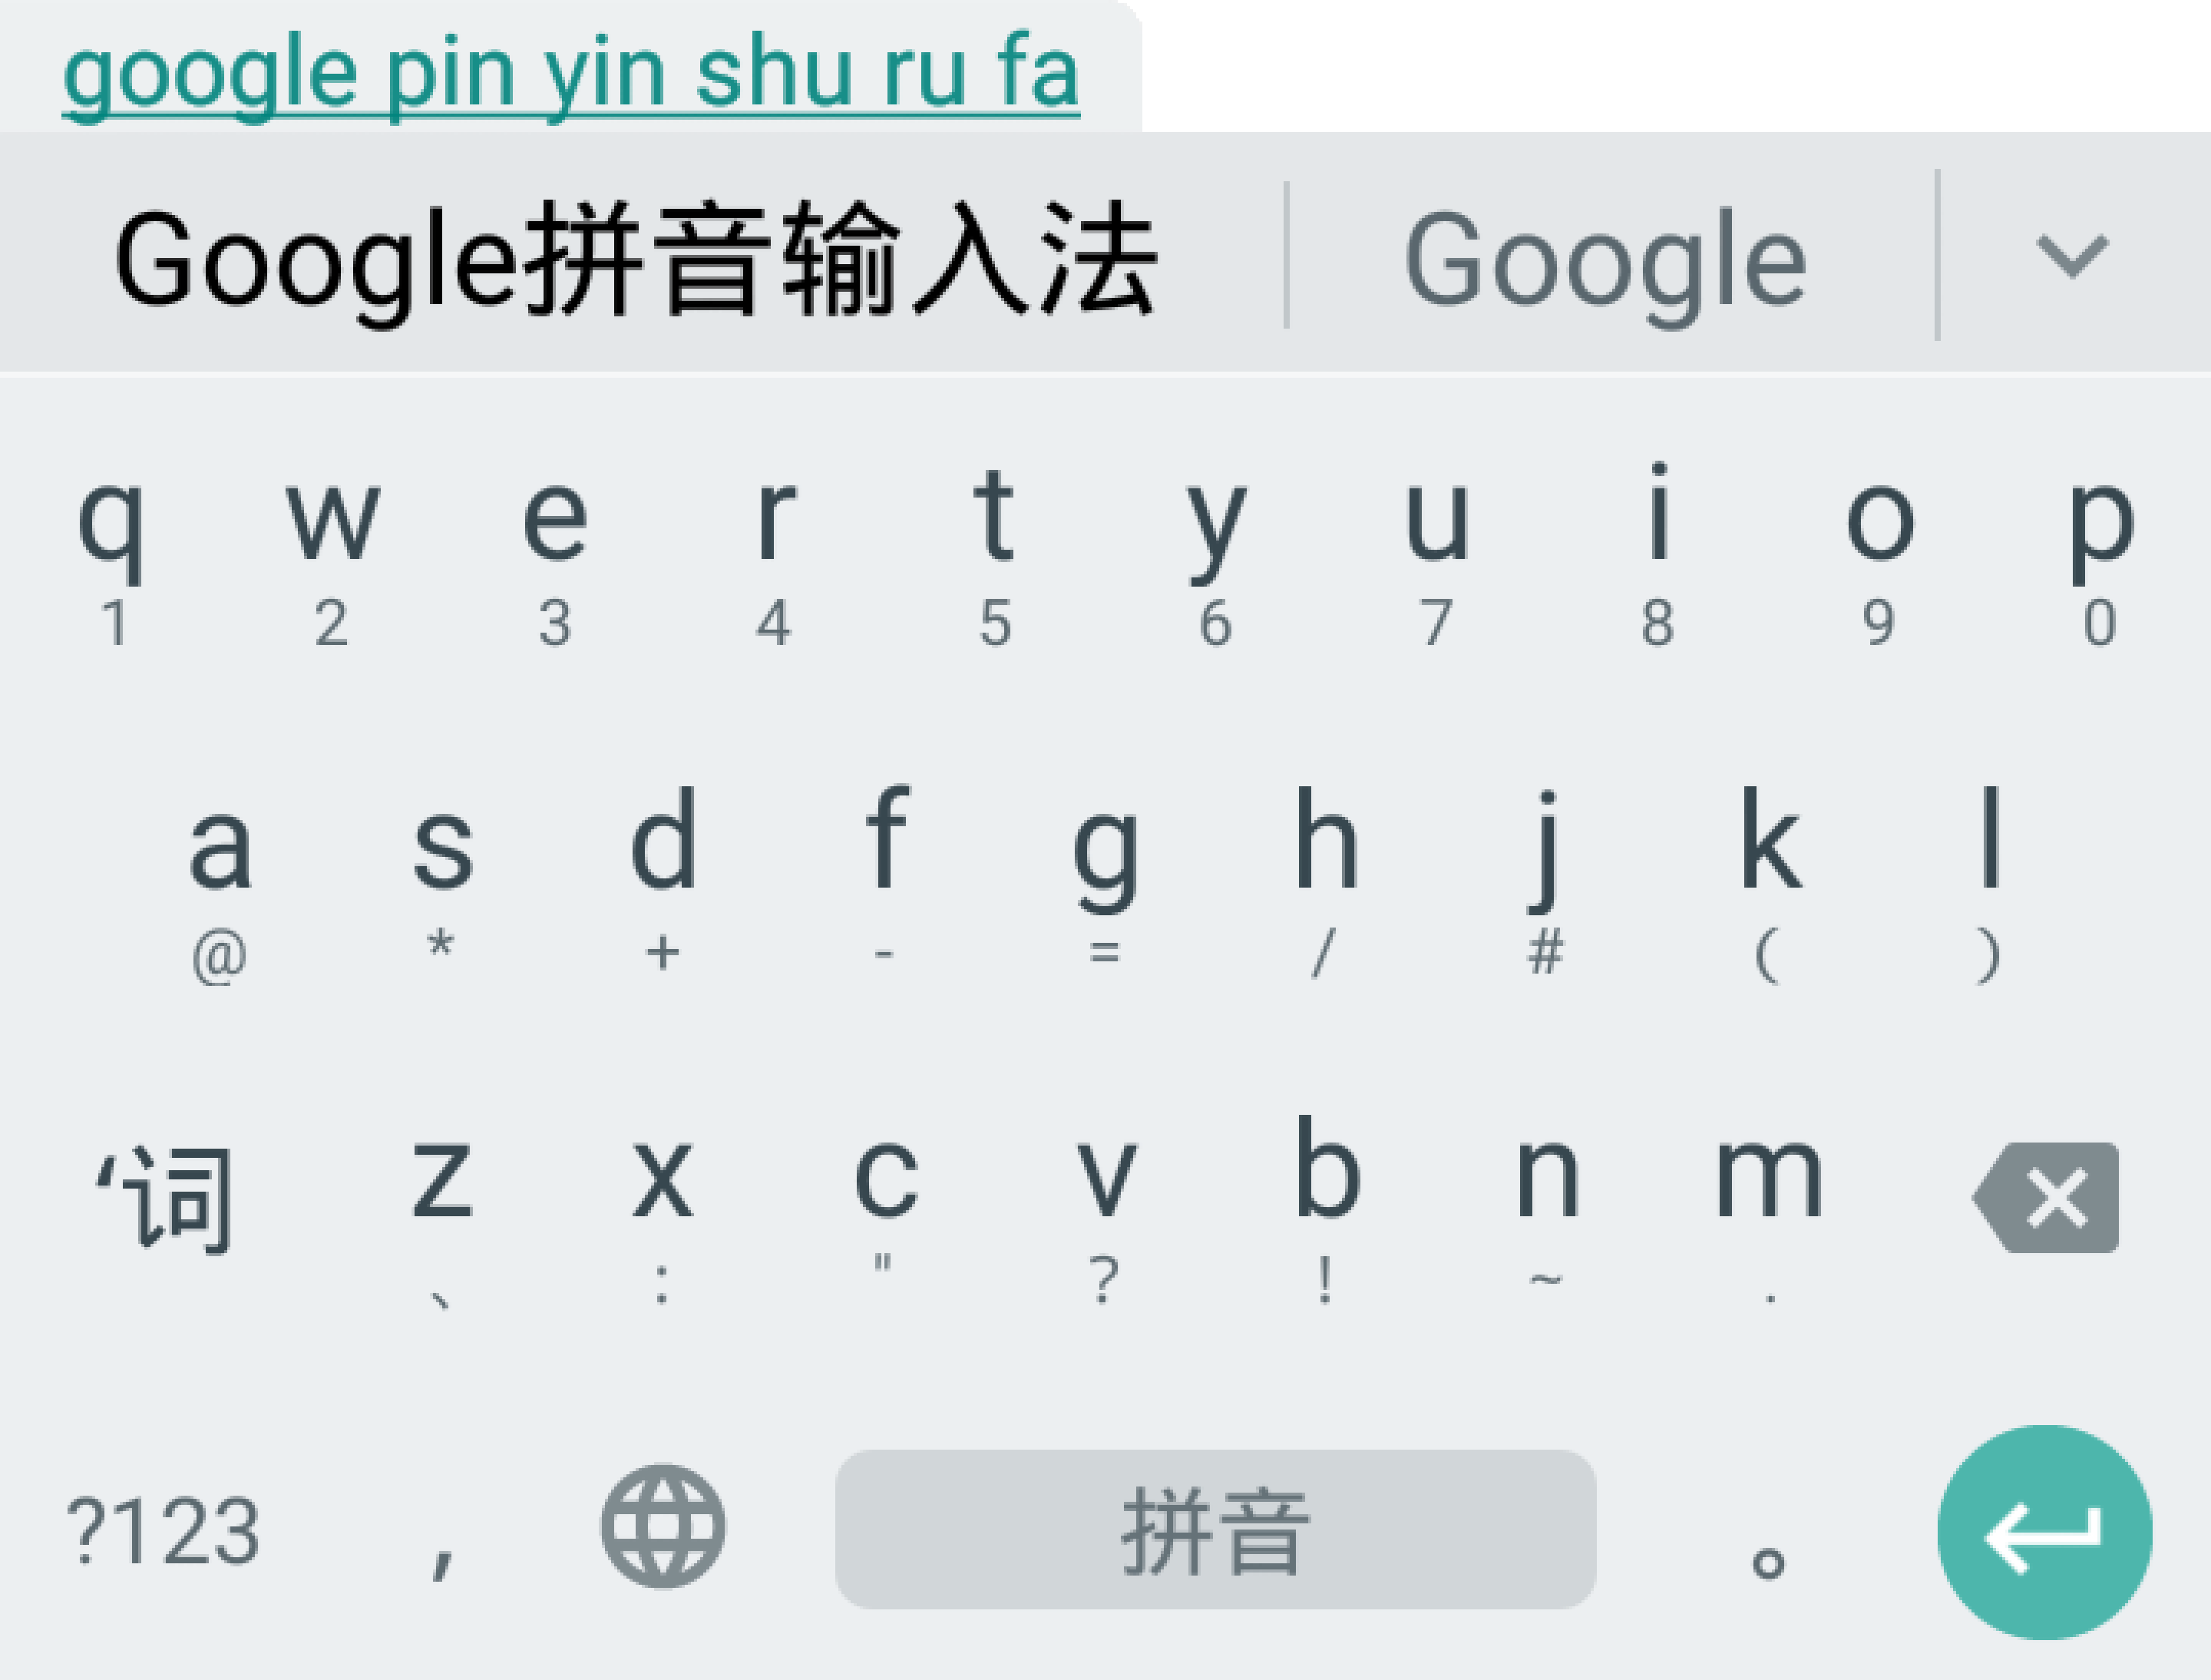 google pin yin shu ru fa
Google拼音输入法 Google
q w e r t y u i o p
1 2 3 4 5 6 7 8 9 0
a s d f g h j k l
@ * + - = / # ( )
‘词 z x c v b n m
、 : " ? ! ~ .
?123 , 拼音 。